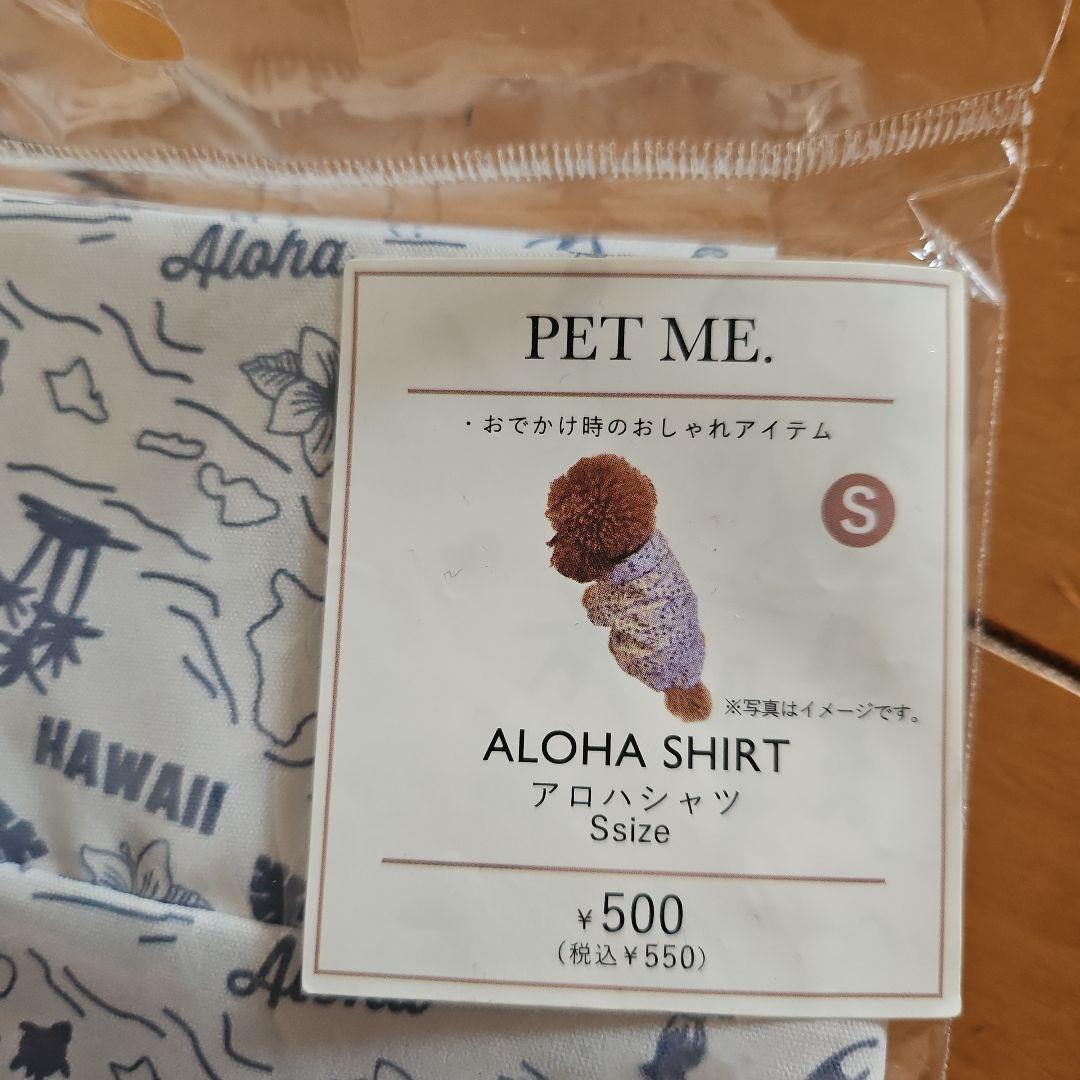 Aloha
PET ME.
・おでかけ時のおしゃれアイテム
S
※写真はイメージです。
ALOHA SHIRT
アロハシャツ
Ssize
¥500
(税込¥550)
HAWAII
Aloha